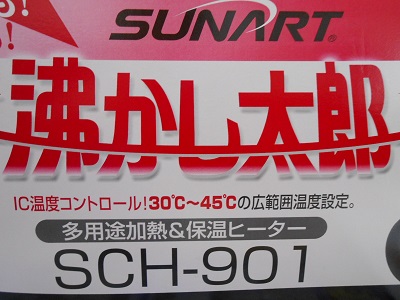 SUNART®
沸かし太郎
IC温度コントロール!30℃〜45℃の広範囲温度設定。
多用途加熱&保温ヒーター
SCH-901